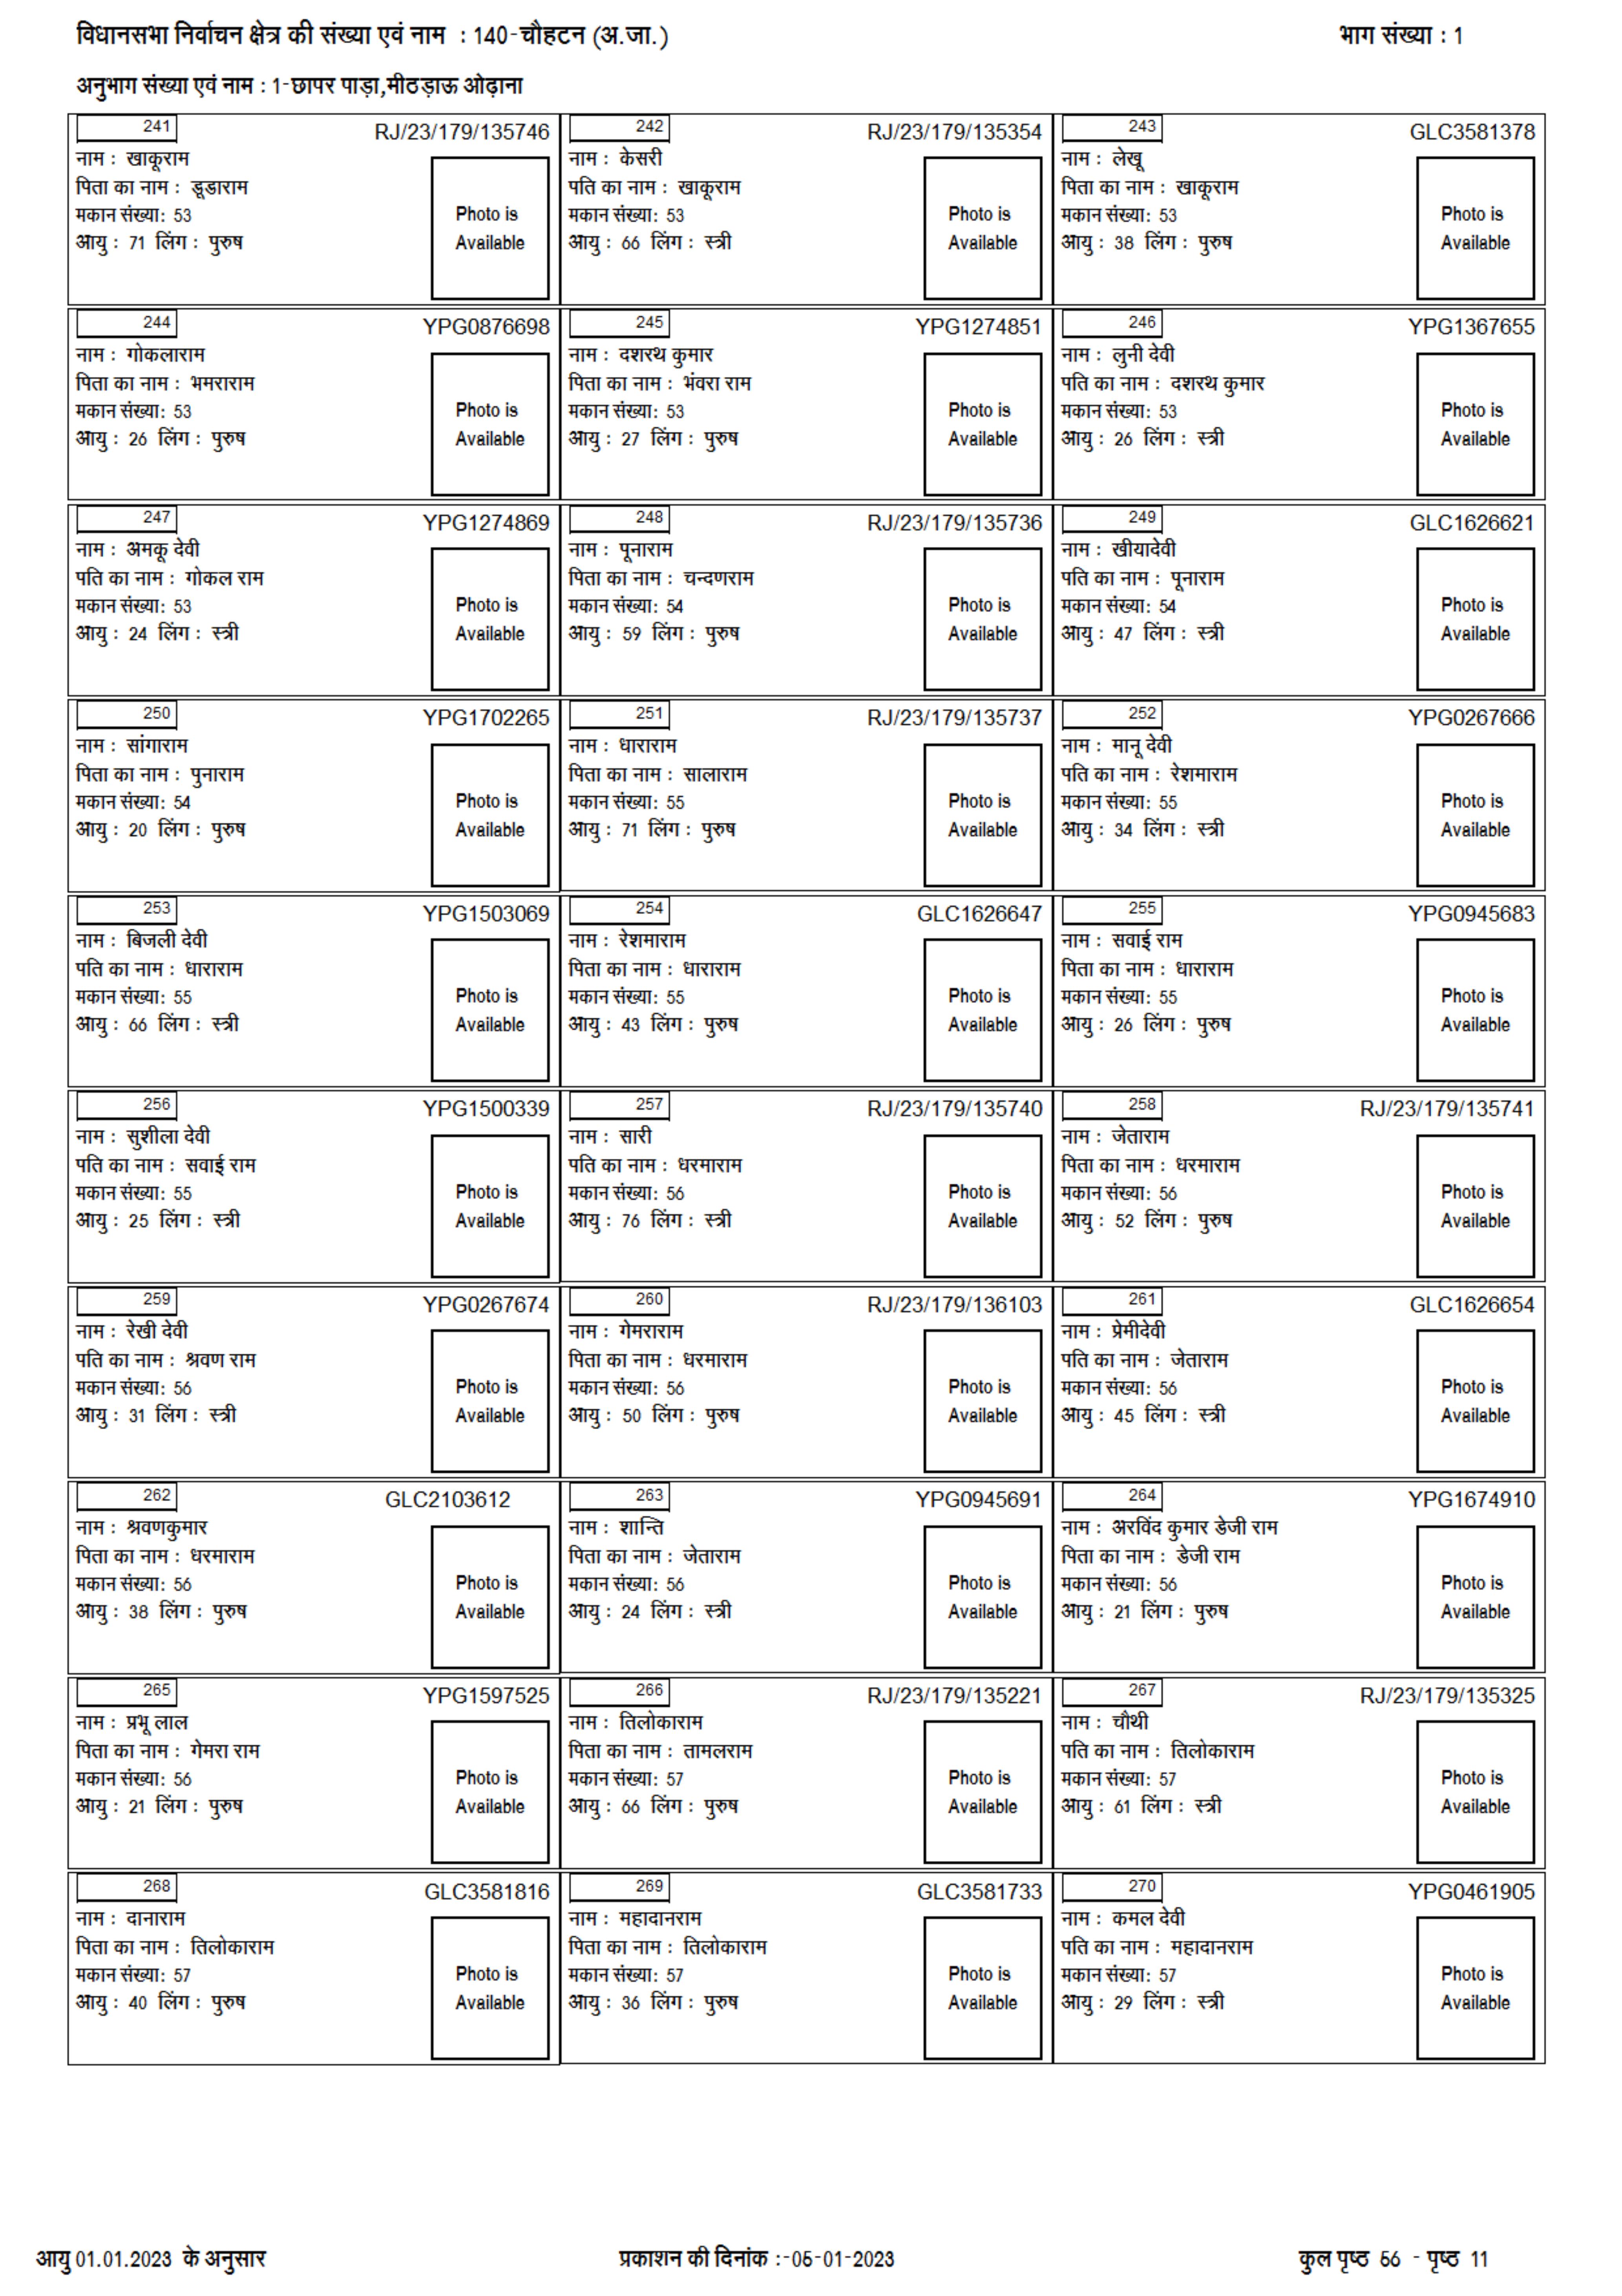 विधानसभा निर्वाचन क्षेत्र की संख्या एवं नाम : 140-चौहटन (अ.जा.)
भाग संख्या : 1
अनुभाग संख्या एवं नाम : 1-छापर पाड़ा,मीठड़ाऊ ओढ़ाना
241 RJ/23/179/135746
नाम : खाकूराम
पिता का नाम : डूडाराम
मकान संख्या: 53
आयु : 71 लिंग : पुरुष
Photo is
Available
242 RJ/23/179/135354
नाम : केसरी
पति का नाम : खाकूराम
मकान संख्या: 53
आयु : 66 लिंग : स्त्री
Photo is
Available
243 GLC3581378
नाम : लेखू
पिता का नाम : खाकूराम
मकान संख्या: 53
आयु : 38 लिंग : पुरुष
Photo is
Available
244 YPG0876698
नाम : गोकलाराम
पिता का नाम : भमराराम
मकान संख्या: 53
आयु : 26 लिंग : पुरुष
Photo is
Available
245 YPG1274851
नाम : दशरथ कुमार
पिता का नाम : भंवरा राम
मकान संख्या: 53
आयु : 27 लिंग : पुरुष
Photo is
Available
246 YPG1367655
नाम : लुनी देवी
पति का नाम : दशरथ कुमार
मकान संख्या: 53
आयु : 26 लिंग : स्त्री
Photo is
Available
247 YPG1274869
नाम : अमकू देवी
पति का नाम : गोकल राम
मकान संख्या: 53
आयु : 24 लिंग : स्त्री
Photo is
Available
248 RJ/23/179/135736
नाम : पूनाराम
पिता का नाम : चन्दणराम
मकान संख्या: 54
आयु : 59 लिंग : पुरुष
Photo is
Available
249 GLC1626621
नाम : खीयादेवी
पति का नाम : पूनाराम
मकान संख्या: 54
आयु : 47 लिंग : स्त्री
Photo is
Available
250 YPG1702265
नाम : सांगाराम
पिता का नाम : पुनाराम
मकान संख्या: 54
आयु : 20 लिंग : पुरुष
Photo is
Available
251 RJ/23/179/135737
नाम : धाराराम
पिता का नाम : सालाराम
मकान संख्या: 55
आयु : 71 लिंग : पुरुष
Photo is
Available
252 YPG0267666
नाम : मानू देवी
पति का नाम : रेशमाराम
मकान संख्या: 55
आयु : 34 लिंग : स्त्री
Photo is
Available
253 YPG1503069
नाम : बिजली देवी
पति का नाम : धाराराम
मकान संख्या: 55
आयु : 66 लिंग : स्त्री
Photo is
Available
254 GLC1626647
नाम : रेशमाराम
पिता का नाम : धाराराम
मकान संख्या: 55
आयु : 43 लिंग : पुरुष
Photo is
Available
255 YPG0945683
नाम : सवाई राम
पिता का नाम : धाराराम
मकान संख्या: 55
आयु : 26 लिंग : पुरुष
Photo is
Available
256 YPG1500339
नाम : सुशीला देवी
पति का नाम : सवाई राम
मकान संख्या: 55
आयु : 25 लिंग : स्त्री
Photo is
Available
257 RJ/23/179/135740
नाम : सारी
पति का नाम : धरमाराम
मकान संख्या: 56
आयु : 76 लिंग : स्त्री
Photo is
Available
258 RJ/23/179/135741
नाम : जेताराम
पिता का नाम : धरमाराम
मकान संख्या: 56
आयु : 52 लिंग : पुरुष
Photo is
Available
259 YPG0267674
नाम : रेखी देवी
पति का नाम : श्रवण राम
मकान संख्या: 56
आयु : 31 लिंग : स्त्री
Photo is
Available
260 RJ/23/179/136103
नाम : गेमराराम
पिता का नाम : धरमाराम
मकान संख्या: 56
आयु : 50 लिंग : पुरुष
Photo is
Available
261 GLC1626654
नाम : प्रेमीदेवी
पति का नाम : जेताराम
मकान संख्या: 56
आयु : 45 लिंग : स्त्री
Photo is
Available
262 GLC2103612
नाम : श्रवणकुमार
पिता का नाम : धरमाराम
मकान संख्या: 56
आयु : 38 लिंग : पुरुष
Photo is
Available
263 YPG0945691
नाम : शान्ति
पिता का नाम : जेताराम
मकान संख्या: 56
आयु : 24 लिंग : स्त्री
Photo is
Available
264 YPG1674910
नाम : अरविंद कुमार डेजी राम
पिता का नाम : डेजी राम
मकान संख्या: 56
आयु : 21 लिंग : पुरुष
Photo is
Available
265 YPG1597525
नाम : प्रभू लाल
पिता का नाम : गेमरा राम
मकान संख्या: 56
आयु : 21 लिंग : पुरुष
Photo is
Available
266 RJ/23/179/135221
नाम : तिलोकाराम
पिता का नाम : तामलराम
मकान संख्या: 57
आयु : 66 लिंग : पुरुष
Photo is
Available
267 RJ/23/179/135325
नाम : चौथी
पति का नाम : तिलोकाराम
मकान संख्या: 57
आयु : 61 लिंग : स्त्री
Photo is
Available
268 GLC3581816
नाम : दानाराम
पिता का नाम : तिलोकाराम
मकान संख्या: 57
आयु : 40 लिंग : पुरुष
Photo is
Available
269 GLC3581733
नाम : महादानराम
पिता का नाम : तिलोकाराम
मकान संख्या: 57
आयु : 36 लिंग : पुरुष
Photo is
Available
270 YPG0461905
नाम : कमल देवी
पति का नाम : महादानराम
मकान संख्या: 57
आयु : 29 लिंग : स्त्री
Photo is
Available
आयु 01.01.2023 के अनुसार
प्रकाशन की दिनांक :-05-01-2023
कुल पृष्ठ 56 - पृष्ठ 11